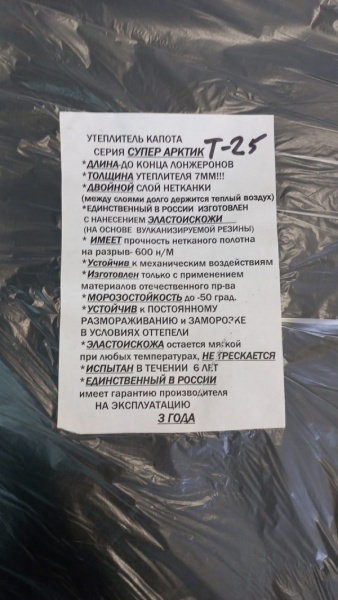 УТЕПЛИТЕЛЬ КАПОТА
СЕРИЯ СУПЕР АРКТИК Т-25
*ДЛИНА-ДО КОНЦА ЛОНЖЕРОНОВ
*ТОЛЩИНА УТЕПЛИТЕЛЯ 7ММ!!!
*ДВОЙНОЙ СЛОЙ НЕТКАНКИ
(между слоями долго держится теплый воздух)
*ЕДИНСТВЕННЫЙ В РОССИИ ИЗГОТОВЛЕН
С НАНЕСЕНИЕМ ЭЛАСТОИСКОЖИ
(НА ОСНОВЕ ВУЛКАНИЗИРУЕМОЙ РЕЗИНЫ)
* ИМЕЕТ прочность нетканого полотна
на разрыв- 600 н/М
*Устойчив к механическим воздействиям
*Изготовлен только с применением
материалов отечественного пр-ва
*МОРОЗОСТОЙКОСТЬ до -50 град.
*УСТОЙЧИВ к ПОСТОЯННОМУ
РАЗМОРАЖИВАНИЮ и ЗАМОРОЗКЕ
В УСЛОВИЯХ ОТТЕПЕЛИ
*ЭЛАСТОИСКОЖА остается мягкой
при любых температурах, НЕ ТРЕСКАЕТСЯ
*ИСПЫТАН В ТЕЧЕНИИ 6 ЛЕТ
*ЕДИНСТВЕННЫЙ В РОССИИ
имеет гарантию производителя
НА ЭКСПЛУАТАЦИЮ
3 ГОДА